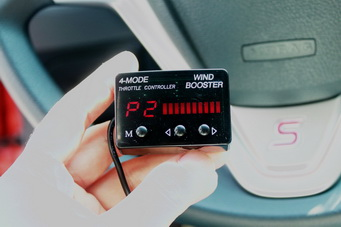 4-MODE WIND
THROTTLE CONTROLLER BOOSTER
P2
M
S